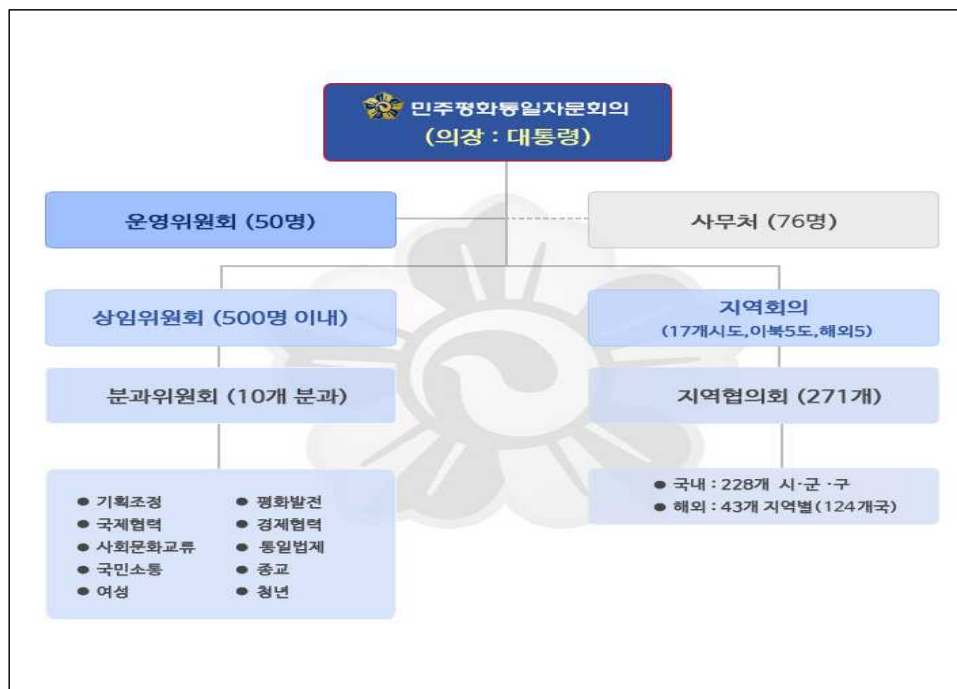 민주평화통일자문회의
(의장 : 대통령)
운영위원회 (50명)
사무처 (76명)
상임위원회 (500명 이내)
지역회의
(17개시도,이북5도,해외5)
분과위원회 (10개 분과)
지역협의회 (271개)
● 기획조정
● 평화발전
● 국제협력
● 경제협력
● 사회문화교류
● 통일법제
● 국민소통
● 종교
● 여성
● 청년
● 국내 : 228개 시·군 ·구
● 해외 : 43개 지역별(124개국)